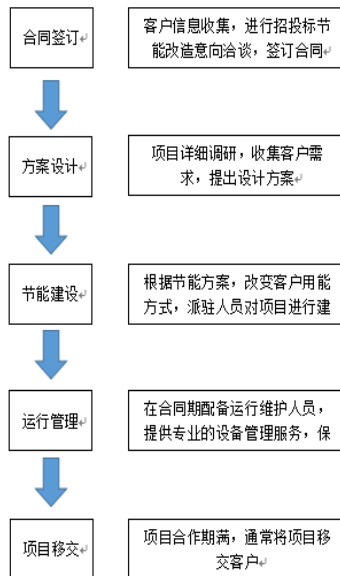 合同签订
客户信息收集，进行招投标节
能改造意向洽谈，签订合同
方案设计
项目详细调研，收集客户需
求，提出设计方案
节能建设
根据节能方案，改变客户用能
方式，派驻人员对项目进行建
运行管理
在合同期配备运行维护人员，
提供专业的设备管理服务，保
项目移交
项目合作期满，通常将项目移
交客户